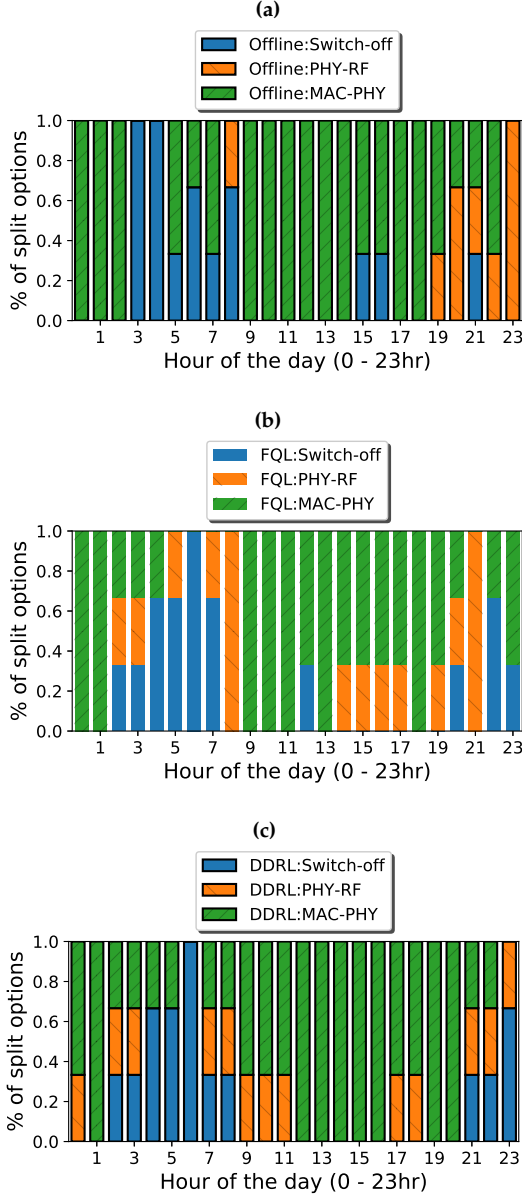 (a)
Offline:Switch-off
Offline:PHY-RF
Offline:MAC-PHY
% of split options
1.0
0.8
0.6
0.4
0.2
0.0
1 3 5 7 9 11 13 15 17 19 21 23
Hour of the day (0 - 23hr)
(b)
FQL:Switch-off
FQL:PHY-RF
FQL:MAC-PHY
% of split options
1.0
0.8
0.6
0.4
0.2
0.0
1 3 5 7 9 11 13 15 17 19 21 23
Hour of the day (0 - 23hr)
(c)
DDRL:Switch-off
DDRL:PHY-RF
DDRL:MAC-PHY
% of split options
1.0
0.8
0.6
0.4
0.2
0.0
1 3 5 7 9 11 13 15 17 19 21 23
Hour of the day (0 - 23hr)